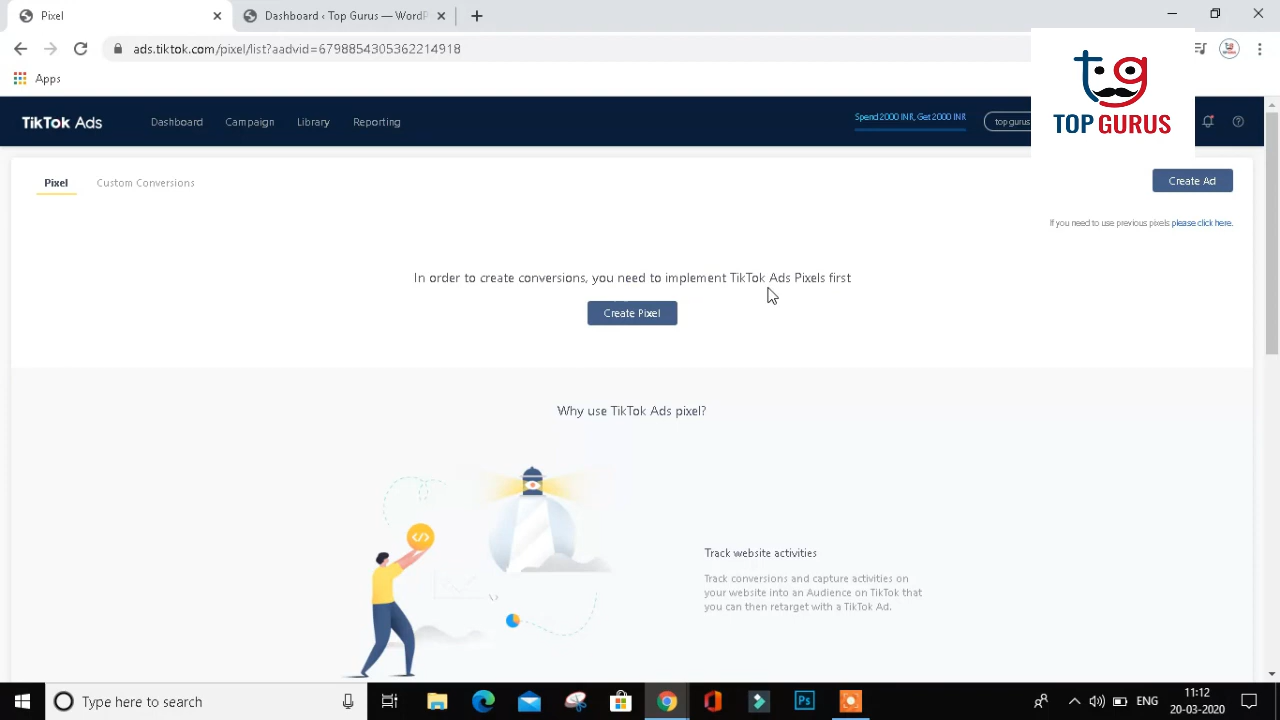 Pixel
Dashboard ‹ Top Gurus — WordP
ads.tiktok.com/pixel/list?aadvid=6798854305362214918
Apps
TikTok Ads
Dashboard
Campaign
Library
Reporting
Spend 2000 INR, Get 2000 INR
top gurus
tg
TOP GURUS
Pixel
Custom Conversions
Create Ad
If you need to use previous pixels please click here.
In order to create conversions, you need to implement TikTok Ads Pixels first
Create Pixel
Why use TikTok Ads pixel?
Track website activities
Track conversions and capture activities on
your website into an Audience on TikTok that
you can then retarget with a TikTok Ad.
Type here to search
Ps
ENG
11:12
20-03-2020